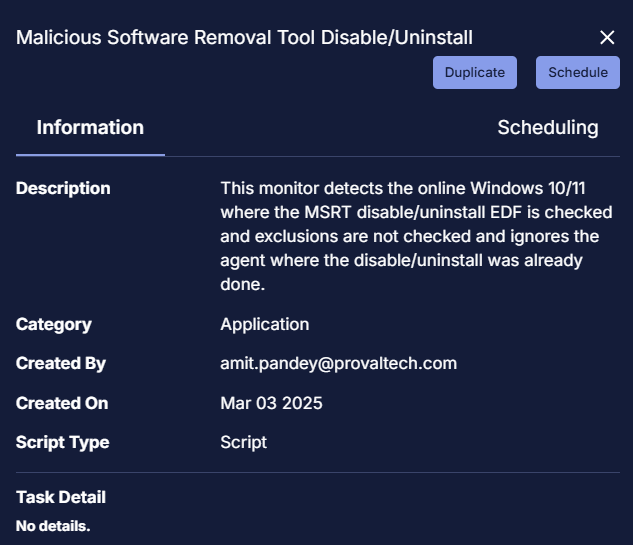 Malicious Software Removal Tool Disable/Uninstall
Duplicate
Schedule
Information
Scheduling
Description
This monitor detects the online Windows 10/11
where the MSRT disable/uninstall EDF is checked
and exclusions are not checked and ignores the
agent where the disable/uninstall was already
done.
Category
Application
Created By
amit.pandey@provaltech.com
Created On
Mar 03 2025
Script Type
Script
Task Detail
No details.